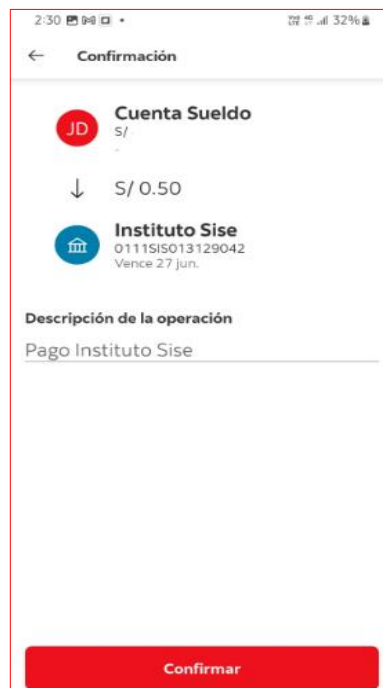 2:30
32%
← Confirmación
JD
Cuenta Sueldo
S/
-
↓ S/ 0.50
Instituto Sise
0111SIS013129042
Vence 27 jun.
Descripción de la operación
Pago Instituto Sise
Confirmar